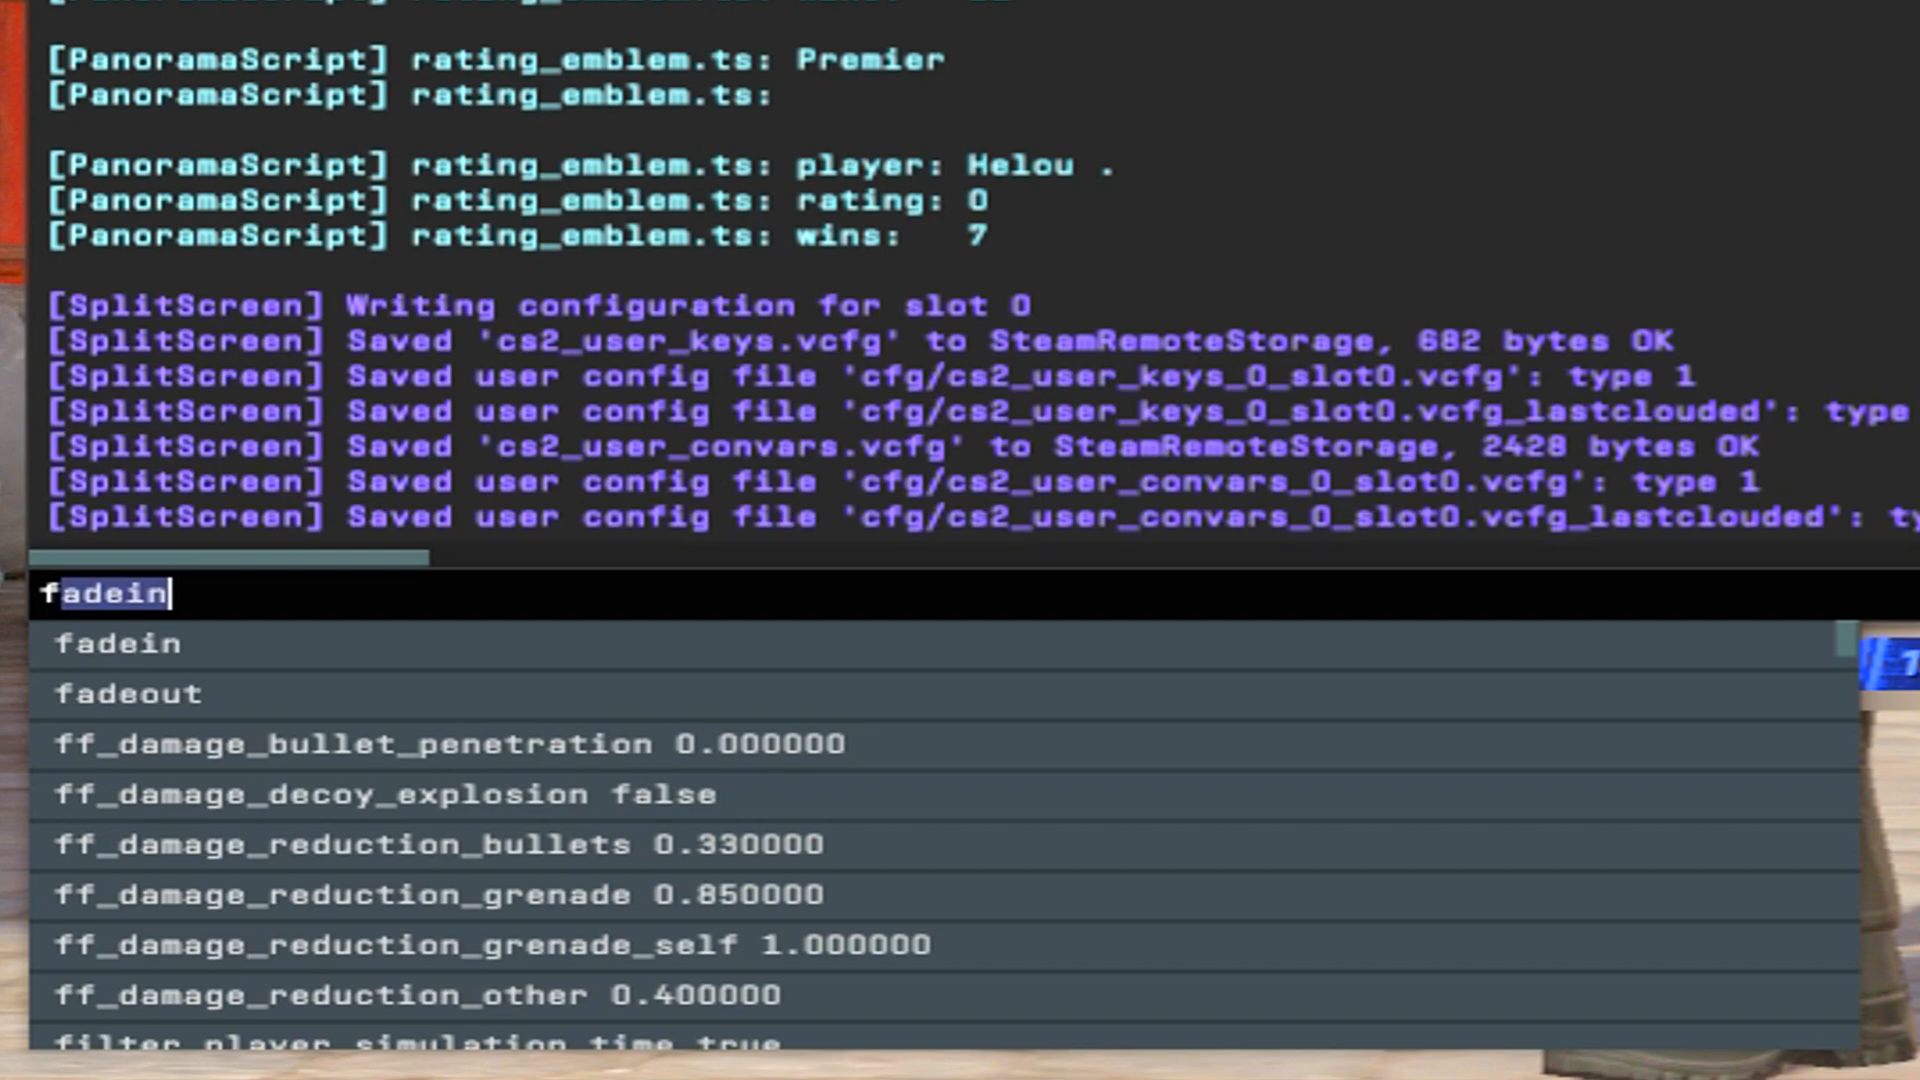 [PanoramaScript] rating_emblem.ts: Premier
[PanoramaScript] rating_emblem.ts:
[PanoramaScript] rating_emblem.ts: player: Helou .
[PanoramaScript] rating_emblem.ts: rating: 0
[PanoramaScript] rating_emblem.ts: wins: 7
[SplitScreen] Writing configuration for slot 0
[SplitScreen] Saved 'cs2_user_keys.vcfg' to SteamRemoteStorage, 682 bytes OK
[SplitScreen] Saved user config file 'cfg/cs2_user_keys_0_slot0.vcfg': type 1
[SplitScreen] Saved user config file 'cfg/cs2_user_keys_0_slot0.vcfg_lastclouded': type
[SplitScreen] Saved 'cs2_user_convars.vcfg' to SteamRemoteStorage, 2428 bytes OK
[SplitScreen] Saved user config file 'cfg/cs2_user_convars_0_slot0.vcfg': type 1
[SplitScreen] Saved user config file 'cfg/cs2_user_convars_0_slot0.vcfg_lastclouded': ty
fadein
fadein
fadeout
ff_damage_bullet_penetration 0.000000
ff_damage_decoy_explosion false
ff_damage_reduction_bullets 0.330000
ff_damage_reduction_grenade 0.850000
ff_damage_reduction_grenade_self 1.000000
ff_damage_reduction_other 0.400000
filter_player_simulation_time true